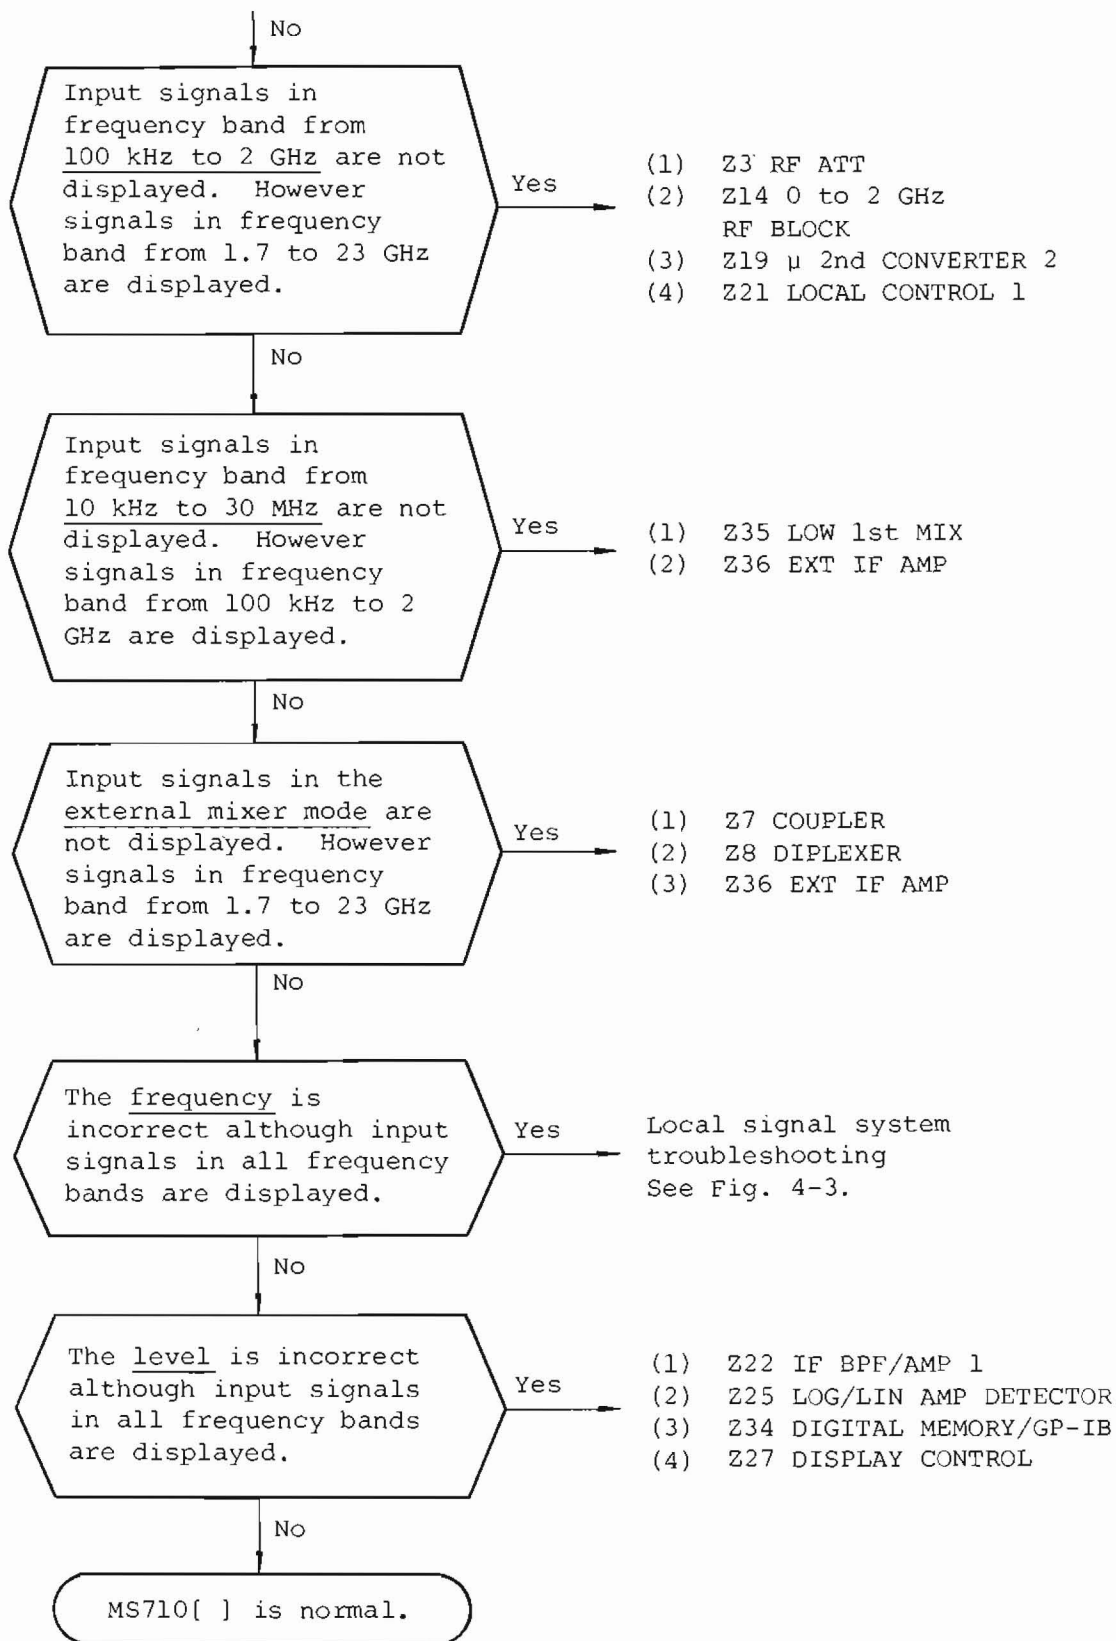 No
Input signals in
frequency band from
100 kHz to 2 GHz are not
displayed. However
signals in frequency
band from 1.7 to 23 GHz
are displayed.
Yes
(1) Z3 RF ATT
(2) Z14 0 to 2 GHz
RF BLOCK
(3) Z19 μ 2nd CONVERTER 2
(4) Z21 LOCAL CONTROL 1
No
Input signals in
frequency band from
10 kHz to 30 MHz are not
displayed. However
signals in frequency
band from 100 kHz to 2
GHz are displayed.
Yes
(1) Z35 LOW 1st MIX
(2) Z36 EXT IF AMP
No
Input signals in the
external mixer mode are
not displayed. However
signals in frequency
band from 1.7 to 23 GHz
are displayed.
Yes
(1) Z7 COUPLER
(2) Z8 DIPLEXER
(3) Z36 EXT IF AMP
No
The frequency is
incorrect although input
signals in all frequency
bands are displayed.
Yes
Local signal system
troubleshooting
See Fig. 4-3.
No
The level is incorrect
although input signals
in all frequency bands
are displayed.
Yes
(1) Z22 IF BPF/AMP 1
(2) Z25 LOG/LIN AMP DETECTOR
(3) Z34 DIGITAL MEMORY/GP-IB
(4) Z27 DISPLAY CONTROL
No
MS710[ ] is normal.